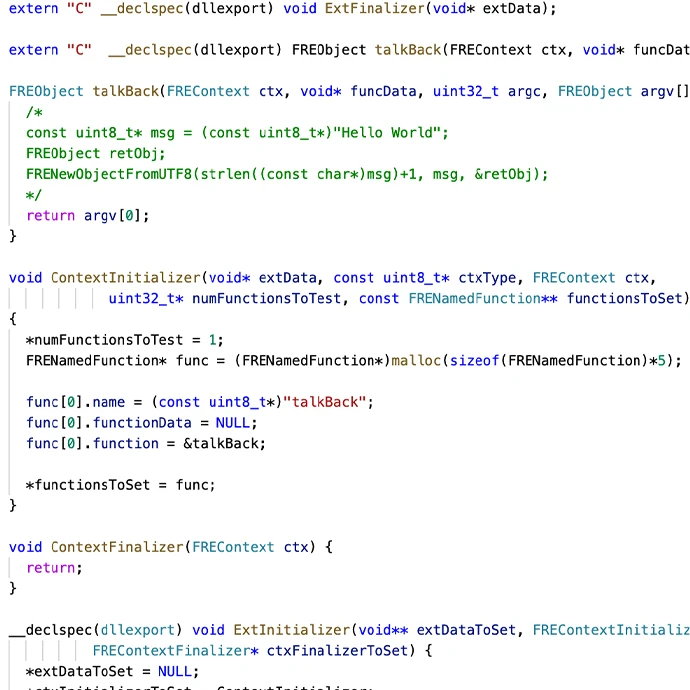 extern "C" __declspec(dllexport) void ExtFinalizer(void* extData);
extern "C"  __declspec(dllexport) FREObject talkBack(FREContext ctx, void* funcDat
FREObject talkBack(FREContext ctx, void* funcData, uint32_t argc, FREObject argv[]
/*
const uint8_t* msg = (const uint8_t*)"Hello World";
FREObject retObj;
FRENewObjectFromUTF8(strlen((const char*)msg)+1, msg, &retObj);
*/
return argv[0];
}
void ContextInitializer(void* extData, const uint8_t* ctxType, FREContext ctx,
uint32_t* numFunctionsToTest, const FRENamedFunction** functionsToSet)
{
*numFunctionsToTest = 1;
FRENamedFunction* func = (FRENamedFunction*)malloc(sizeof(FRENamedFunction)*5);
func[0].name = (const uint8_t*)"talkBack";
func[0].functionData = NULL;
func[0].function = &talkBack;
*functionsToSet = func;
}
void ContextFinalizer(FREContext ctx) {
return;
}
__declspec(dllexport) void ExtInitializer(void** extDataToSet, FREContextInitializ
FREContextFinalizer* ctxFinalizerToSet) {
*extDataToSet = NULL;